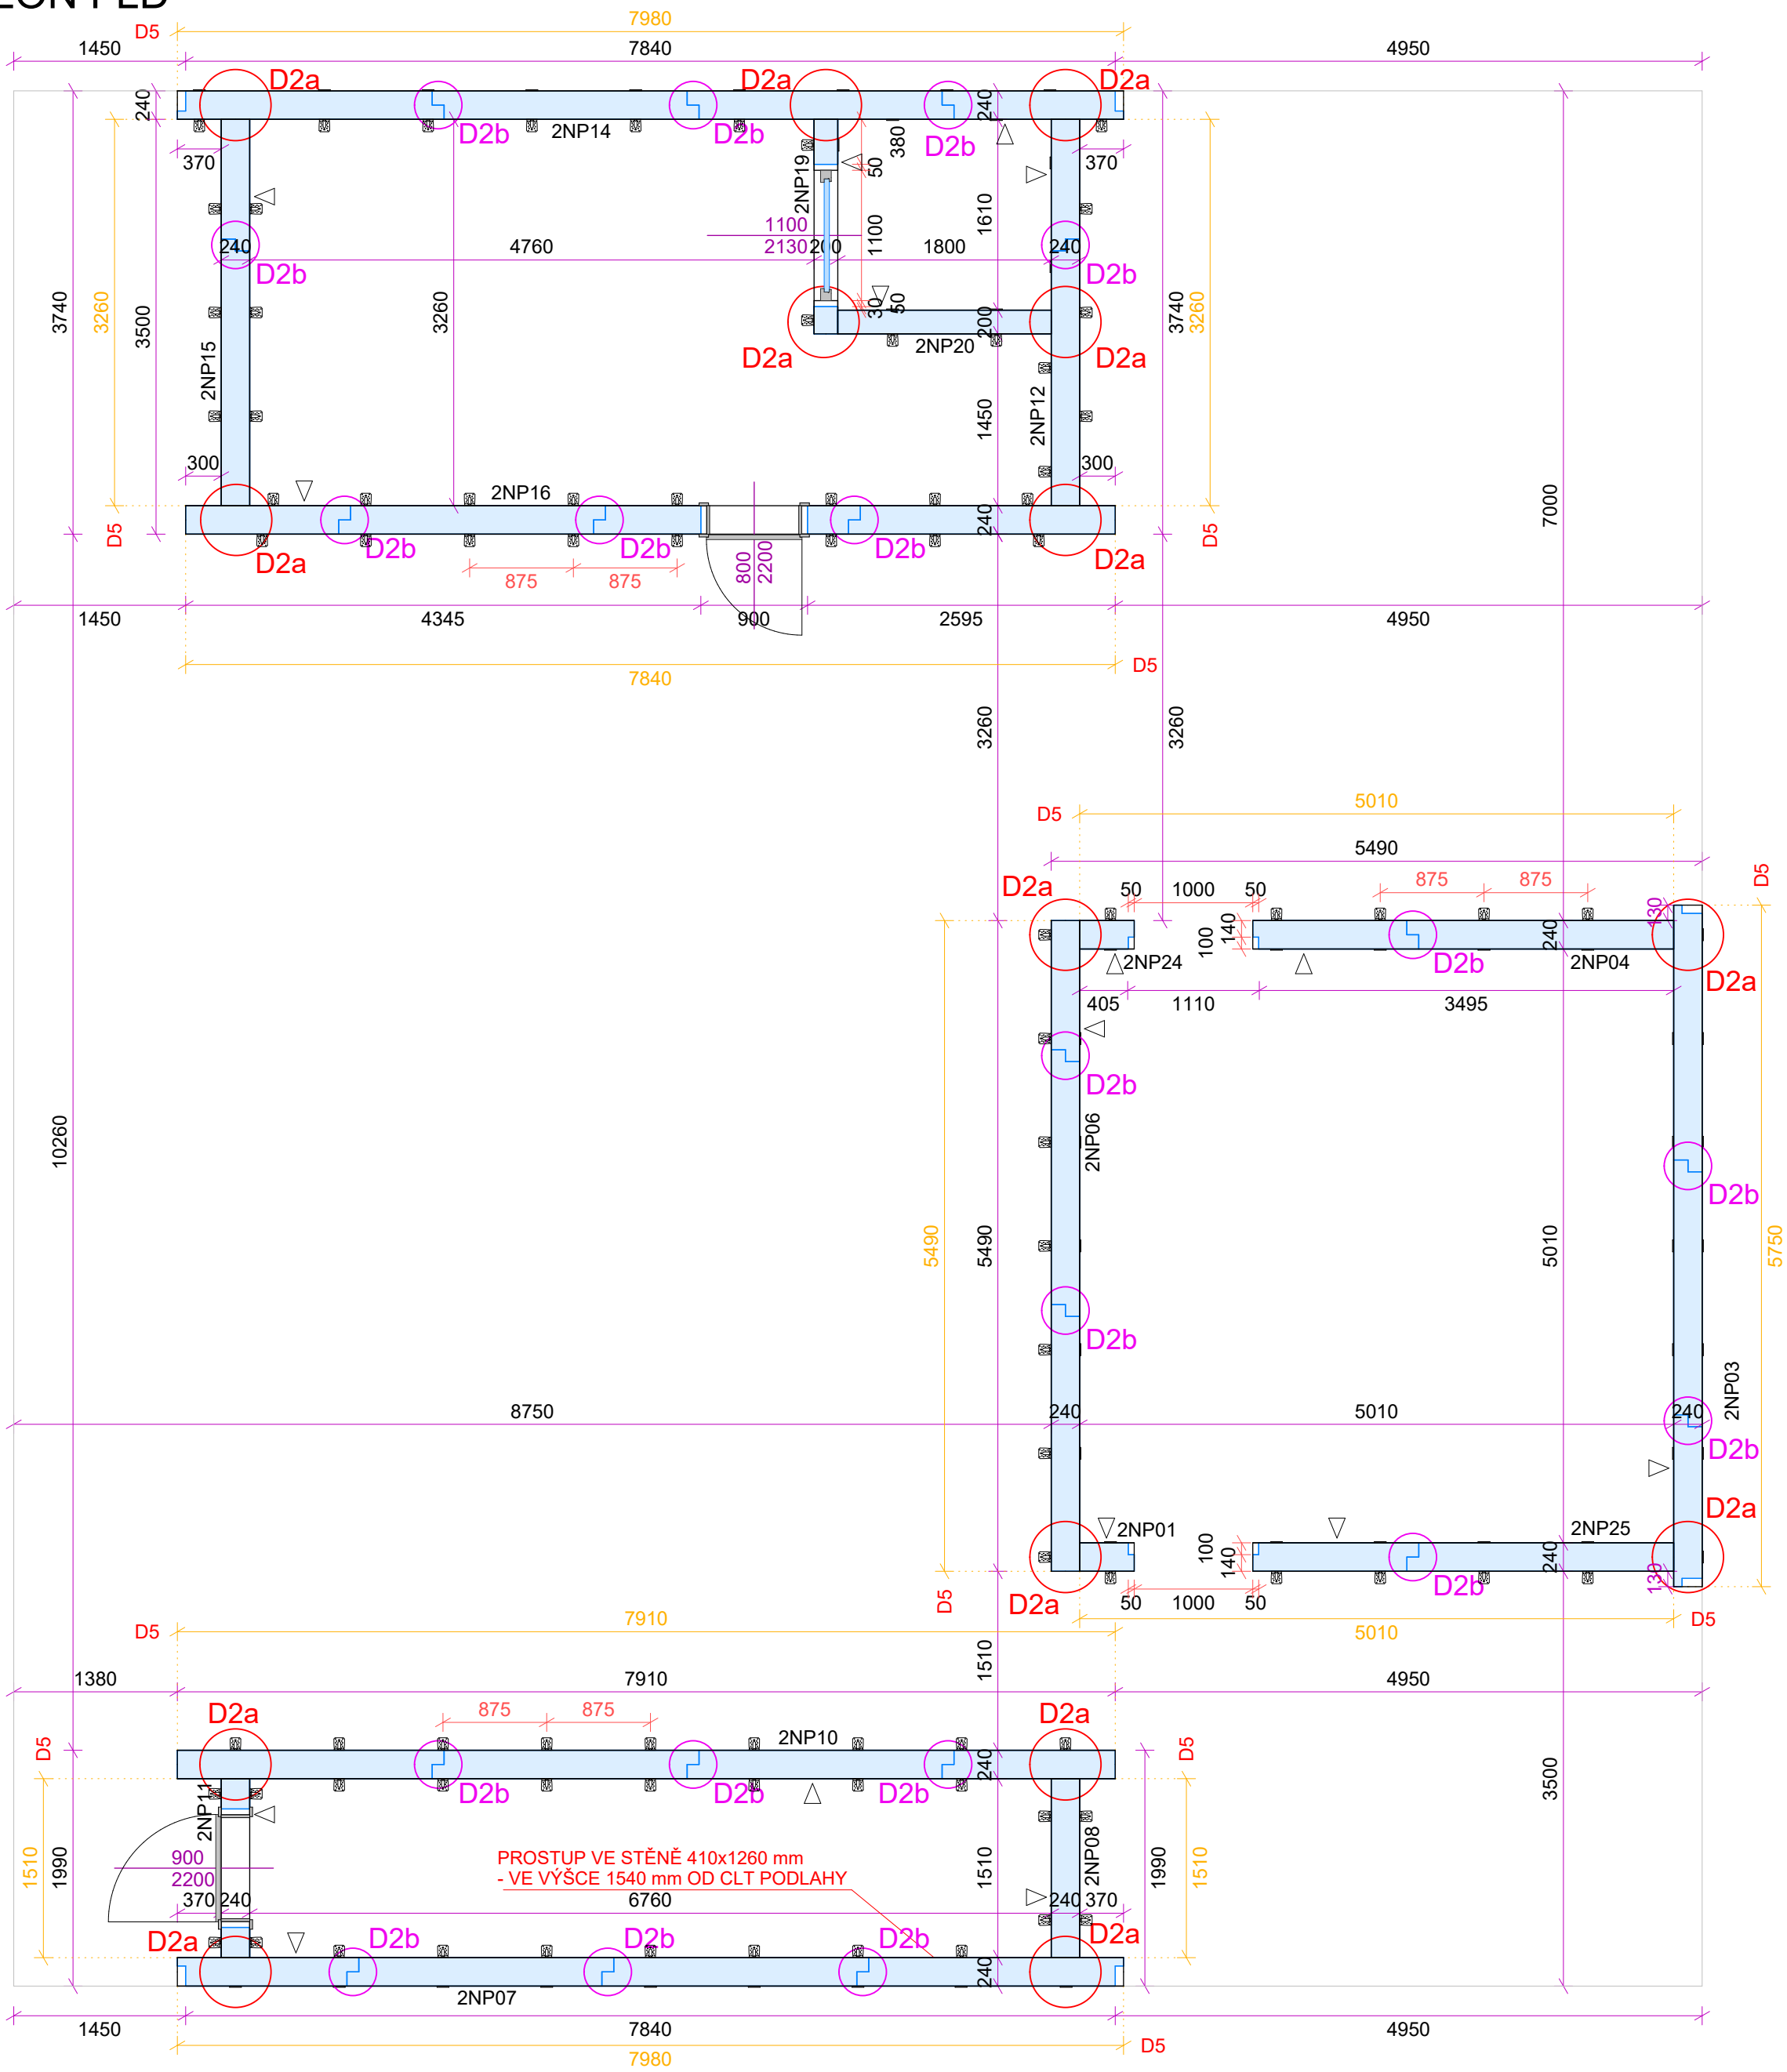 D5
7980
1450
7840
4950
D2a
D2a
D2a
240
240
D2b
2NP14
D2b
D2b
380
370
2NP19
50
370
1610
1100
2130
200
1100
240
4760
1800
240
D2b
D2b
3740
3260
3500
3260
30
50
200
3740
3260
D2a
2NP20
D2a
2NP15
1450
2NP12
300
2NP16
300
7000
D5
240
D5
D2a
D2b
D2b
D2b
D2a
875
875
800
2200
1450
4345
900
2595
4950
7840
D5
3260
3260
5010
D5
5490
D5
D2a
50
1000
50
875
875
130
100
140
240
2NP24
D2b
2NP04
D2a
405
1110
3495
D2b
10260
2NP06
D2b
5490
5490
5010
5750
D2b
2NP03
8750
240
5010
240
D2b
D2a
2NP01
100
140
2NP25
240
130
D2b
D5
D2a
50
1000
50
D5
7910
D5
5010
1510
1380
7910
4950
D2a
875
875
D2a
D5
2NP10
D5
240
D2b
D2b
D2b
2NP11
3500
1510
1990
900
2200
PROSTUP VE STĚNĚ 410x1260 mm
- VE VÝŠCE 1540 mm OD CLT PODLAHY
1510
2NP08
1990
1510
370
240
6760
240
370
D2a
D2b
D2b
D2b
D2a
240
2NP07
1450
7840
4950
7980
D5